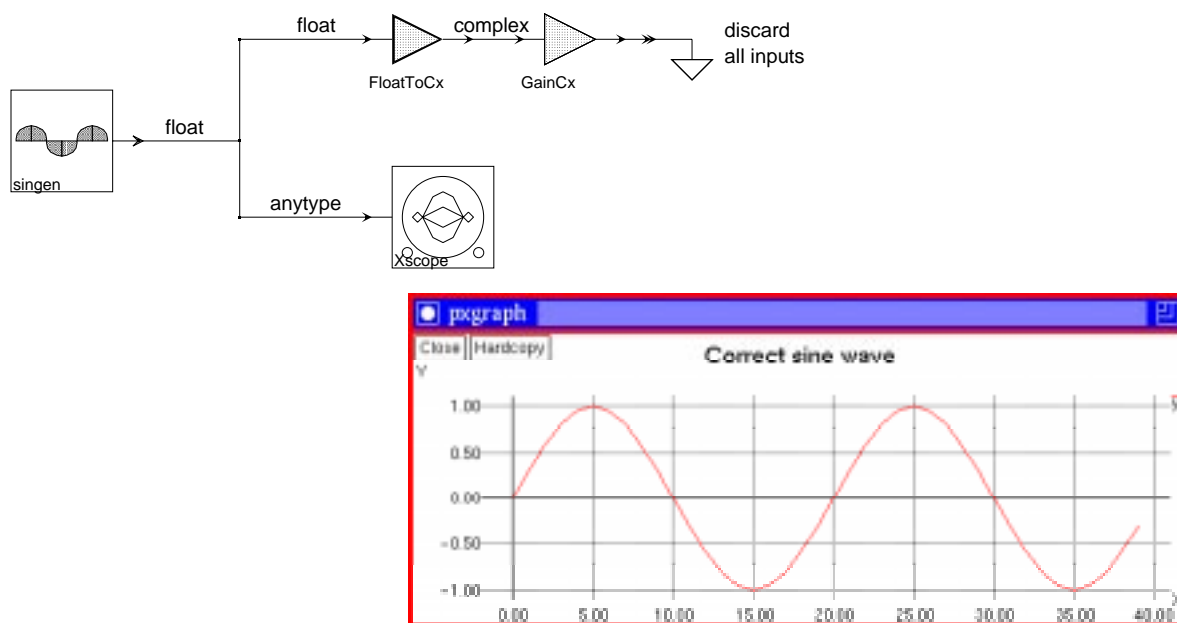 float
complex
discard
all inputs
FloatToCx
GainCx
float
singen
anytype
Xscope
pxgraph
Close Hardcopy
Correct sine wave
Y
1.00
0.50
0.00
-0.50
-1.00
X
0.00 5.00 10.00 15.00 20.00 25.00 30.00 35.00 40.00